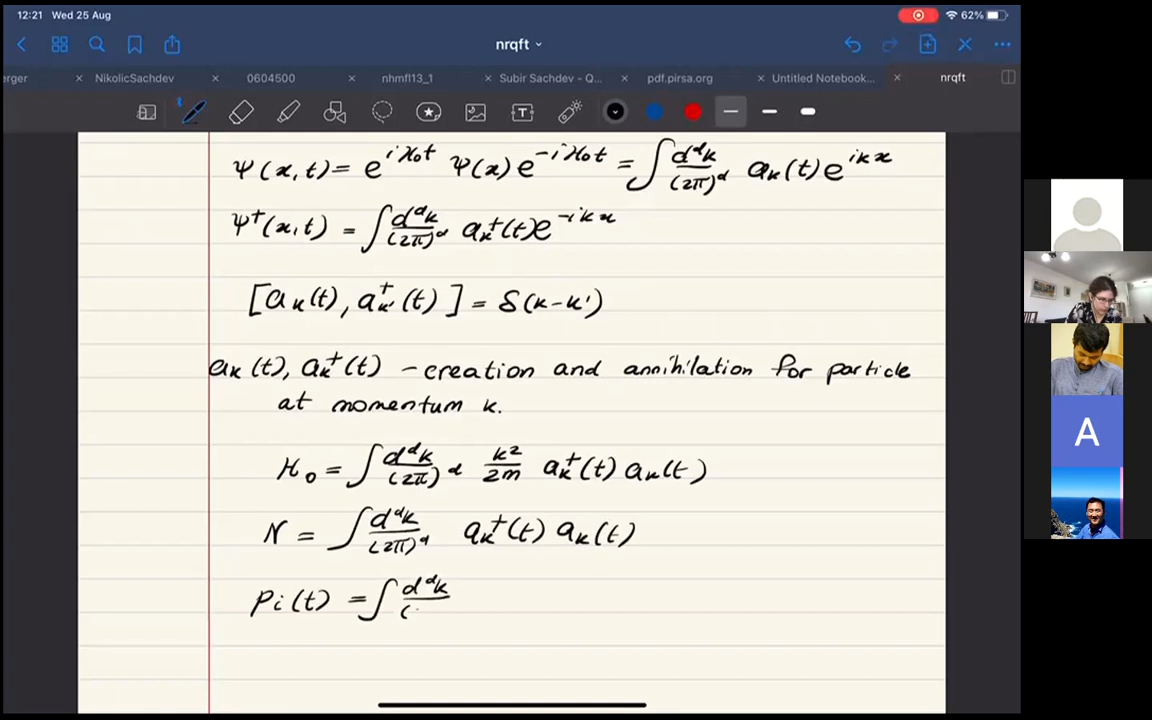 12:21 Wed 25 Aug
62%
nrqft
erger
NikolicSachdev
0604500
nhmfl13_1
Subir Sachdev - Q...
pdf.pirsa.org
Untitled Notebook...
nrqft
Ψ(x,t) = e^{iH₀t} Ψ(x) e^{-iH₀t} = ∫ d^dk/(2π)^d a_k(t) e^{ikx}
Ψ†(x,t) = ∫ d^dk/(2π)^d a_k†(t) e^{-ikx}
[a_k(t), a_k'†(t)] = δ(k-k')
a_k(t), a_k†(t) - creation and annihilation for particle
at momentum k.
H₀ = ∫ d^dk/(2π)^d k²/2m a_k†(t) a_k(t)
N = ∫ d^dk/(2π)^d a_k†(t) a_k(t)
P_i(t) = ∫ d^dk/(
A